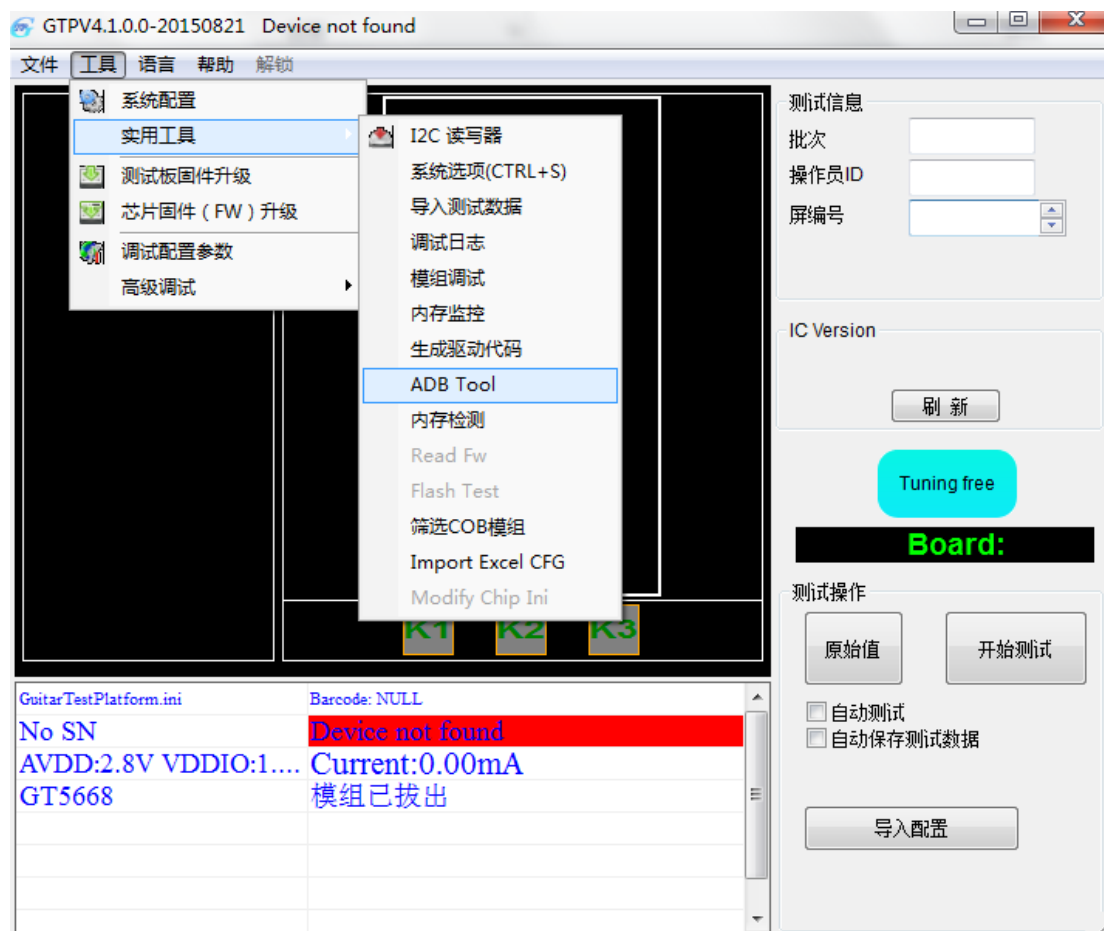 GTPV4.1.0.0-20150821 Device not found
文件 工具 语言 帮助 解锁
系统配置
实用工具
测试板固件升级
芯片固件（FW）升级
调试配置参数
高级调试
I2C 读写器
系统选项(CTRL+S)
导入测试数据
调试日志
模组调试
内存监控
生成驱动代码
ADB Tool
内存检测
Read Fw
Flash Test
筛选COB模组
Import Excel CFG
Modify Chip Ini
K1 K2 K3
测试信息
批次
操作员ID
屏编号
IC Version
刷 新
Tuning free
Board:
测试操作
原始值 开始测试
自动测试
自动保存测试数据
导入配置
GuitarTestPlatform.ini Barcode: NULL
No SN Device not found
AVDD:2.8V VDDIO:1.... Current:0.00mA
GT5668 模组已拔出